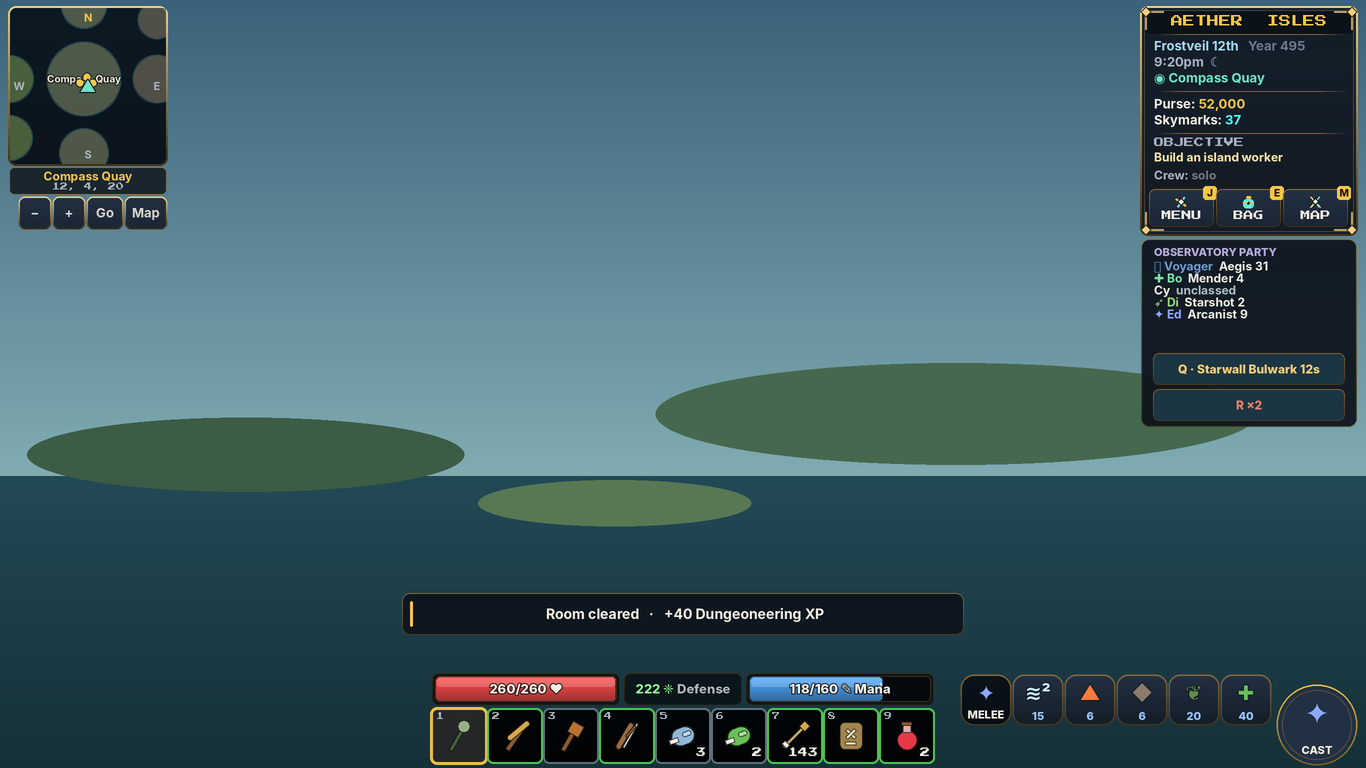 N
W
Compass Quay
E
S
Compass Quay
12, 4, 20
−
+
Go
Map
AETHER ISLES
Frostveil 12th Year 495
9:20pm ☾
◉ Compass Quay
Purse: 52,000
Skymarks: 37
OBJECTIVE
Build an island worker
Crew: solo
J
E
M
MENU
BAG
MAP
OBSERVATORY PARTY
Voyager Aegis 31
✚ Bo Mender 4
Cy unclassed
➶ Di Starshot 2
✦ Ed Arcanist 9
Q · Starwall Bulwark 12s
R ×2
Room cleared · +40 Dungeoneering XP
260/260 ♥
222 ❈ Defense
118/160 ✎ Mana
1
2
3
4
5 3
6 2
7 143
8
9 2
✦ MELEE
≋² 15
6
6
20
40
✦ CAST